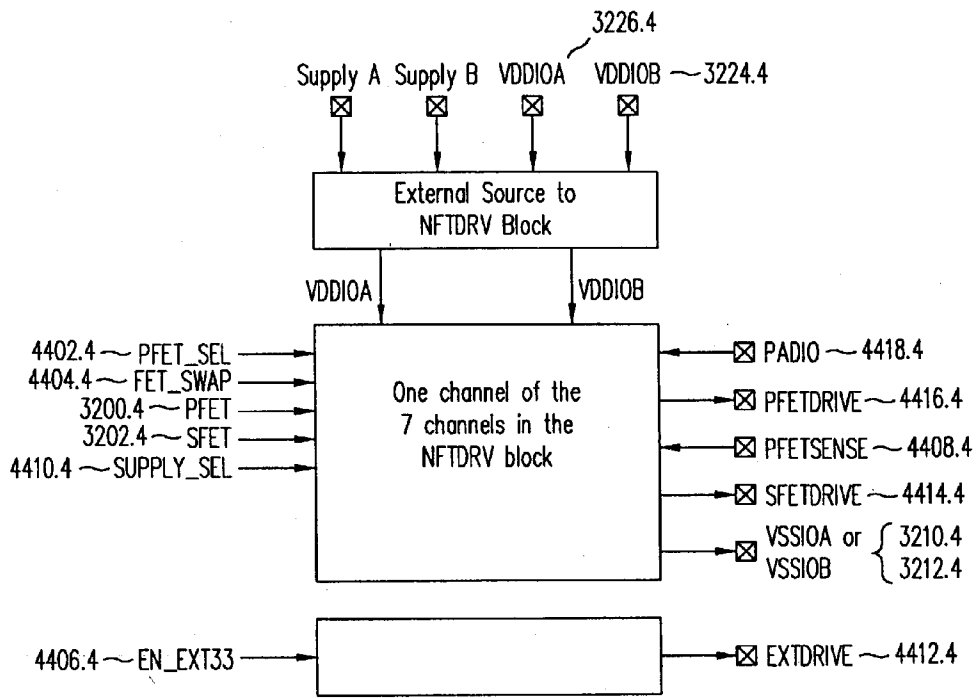 3226.4
Supply A Supply B VDDIOA VDDIOB 3224.4
External Source to
NFTDRV Block
VDDIOA VDDIOB
4402.4 PFET_SEL
4404.4 FET_SWAP
3200.4 PFET
3202.4 SFET
4410.4 SUPPLY_SEL
One channel of the
7 channels in the
NFTDRV block
PADIO 4418.4
PFETDRIVE 4416.4
PFETSENSE 4408.4
SFETDRIVE 4414.4
VSSIOA or 3210.4
VSSIOB 3212.4
4406.4 EN_EXT33
EXTDRIVE 4412.4